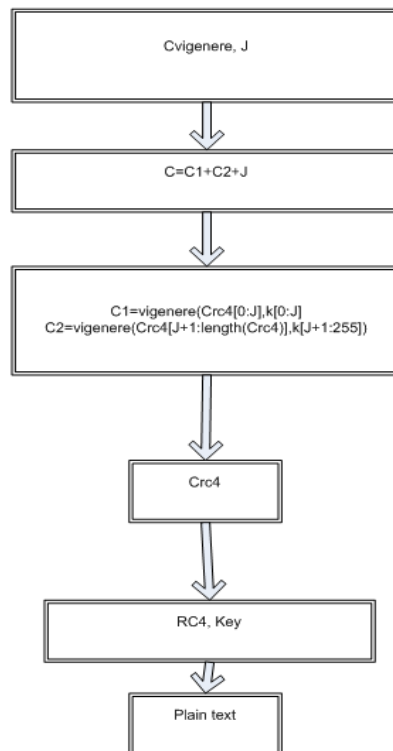 Cvigenere, J
C=C1+C2+J
C1=vigenere(Crc4[0:J],k[0:J]
C2=vigenere(Crc4[J+1:length(Crc4)],k[J+1:255])
Crc4
RC4, Key
Plain text